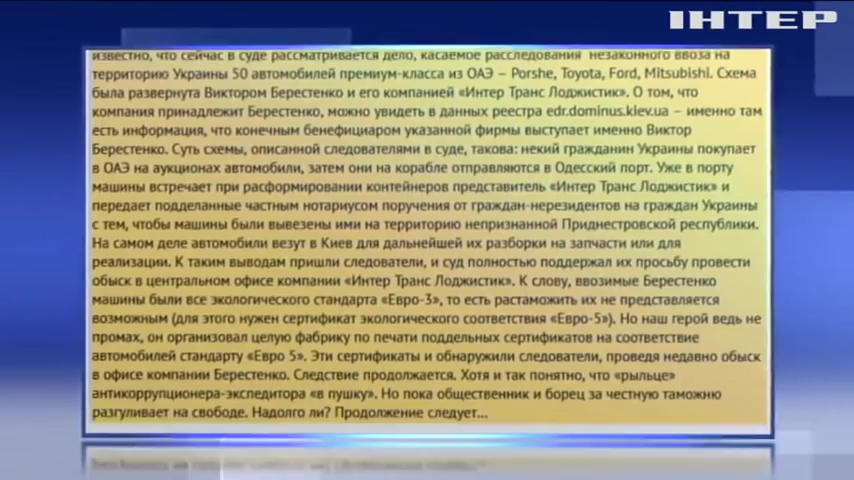 ІНТЕР
известно, что сейчас в суде рассматривается дело, касаемое расследования незаконного ввоза на
территорию Украины 50 автомобилей премиум-класса из ОАЭ – Porshe, Toyota, Ford, Mitsubishi. Схема
была развернута Виктором Берестенко и его компанией «Интер Транс Лоджистик». О том, что
компания принадлежит Берестенко, можно увидеть в данных реестра edr.dominus.kiev.ua – именно там
есть информация, что конечным бенефициаром указанной фирмы выступает именно Виктор
Берестенко. Суть схемы, описанной следователями в суде, такова: некий гражданин Украины покупает
в ОАЭ на аукционах автомобили, затем они на корабле отправляются в Одесский порт. Уже в порту
машины встречает при расформировании контейнеров представитель «Интер Транс Лоджистик» и
передает подделанные частным нотариусом поручения от граждан-нерезидентов на граждан Украины
с тем, чтобы машины были вывезены ими на территорию непризнанной Приднестровской республики.
На самом деле автомобили везут в Киев для дальнейшей их разборки на запчасти или для
реализации. К таким выводам пришли следователи, и суд полностью поддержал их просьбу провести
обыск в центральном офисе компании «Интер Транс Лоджистик». К слову, ввозимые Берестенко
машины были все экологического стандарта «Евро-3», то есть растаможить их не представляется
возможным (для этого нужен сертификат экологического соответствия «Евро-5»). Но наш герой ведь не
промах, он организовал целую фабрику по печати поддельных сертификатов на соответствие
автомобилей стандарту «Евро 5». Эти сертификаты и обнаружили следователи, проведя недавно обыск
в офисе компании Берестенко. Следствие продолжается. Хотя и так понятно, что «рыльце»
антикоррупционера-экспедитора «в пушку». Но пока общественник и борец за честную таможню
разгуливает на свободе. Надолго ли? Продолжение следует...